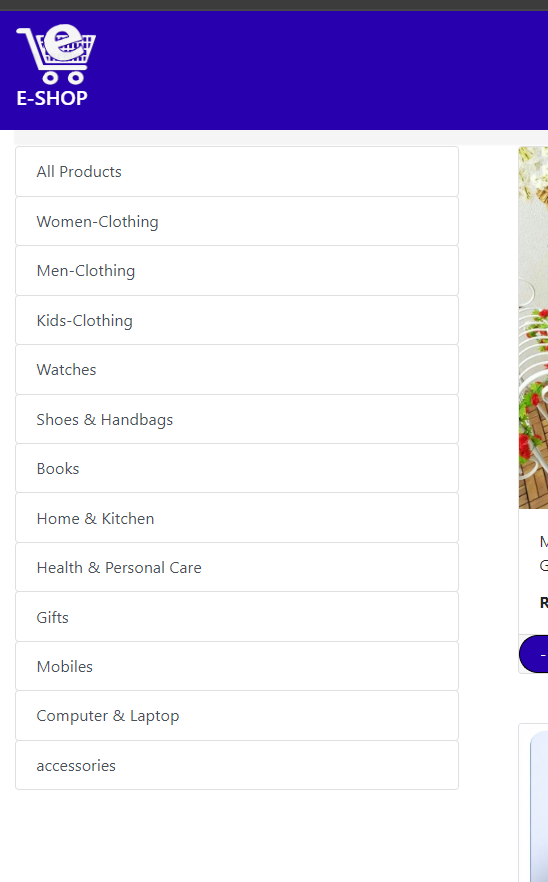 E-SHOP
All Products
Women-Clothing
Men-Clothing
Kids-Clothing
Watches
Shoes & Handbags
Books
Home & Kitchen
Health & Personal Care
Gifts
Mobiles
Computer & Laptop
accessories